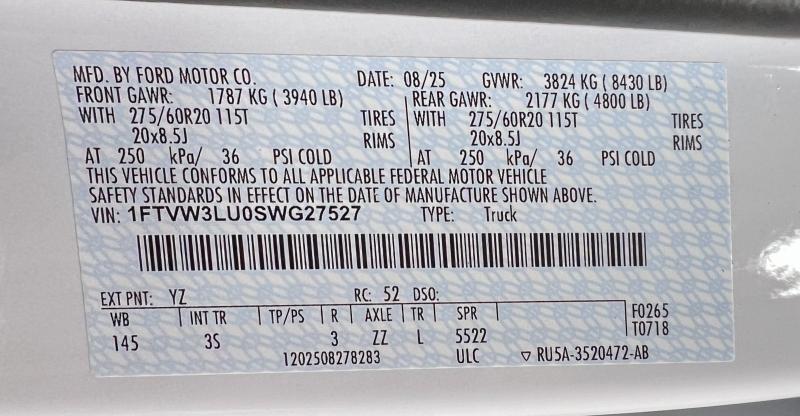 MFD. BY FORD MOTOR CO. DATE: 08/25 GVWR: 3824 KG ( 8430 LB)
FRONT GAWR: 1787 KG ( 3940 LB) REAR GAWR: 2177 KG ( 4800 LB)
WITH 275/60R20 115T TIRES WITH 275/60R20 115T TIRES
20x8.5J RIMS 20x8.5J RIMS
AT 250 kPa/ 36 PSI COLD AT 250 kPa/ 36 PSI COLD
THIS VEHICLE CONFORMS TO ALL APPLICABLE FEDERAL MOTOR VEHICLE
SAFETY STANDARDS IN EFFECT ON THE DATE OF MANUFACTURE SHOWN ABOVE.
VIN: 1FTVW3LU0SWG27527 TYPE: Truck
EXT PNT: YZ RC: 52 DSO:
WB INT TR TP/PS R AXLE TR SPR F0265
145 3S 3 ZZ L 5522 T0718
1202508278283 ULC ▽ RU5A-3520472-AB